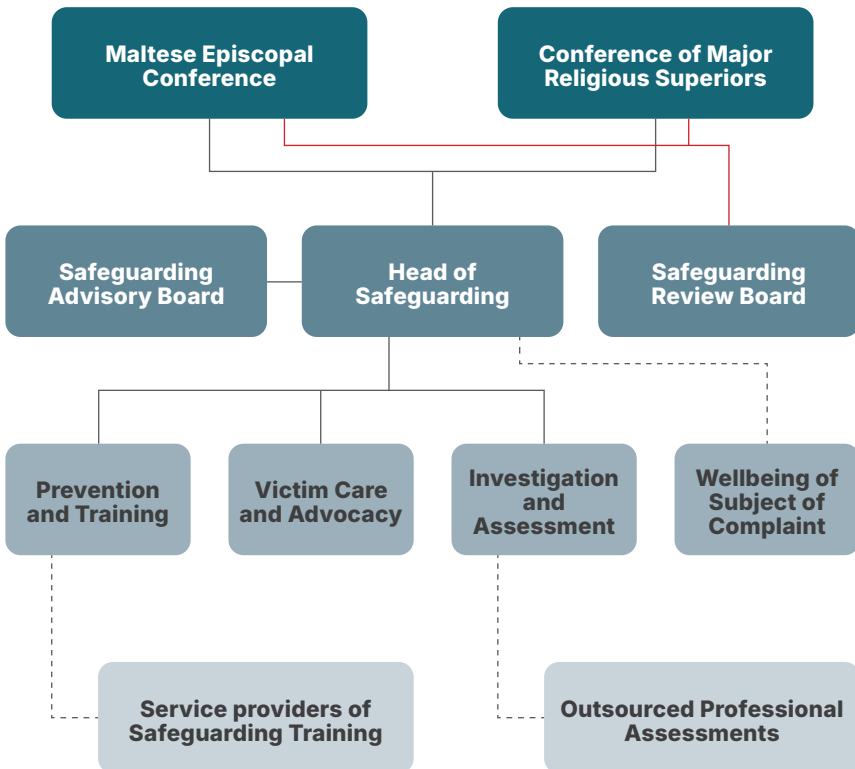 Maltese Episcopal
Conference
Conference of Major
Religious Superiors
Safeguarding
Advisory Board
Head of
Safeguarding
Safeguarding
Review Board
Prevention
and Training
Victim Care
and Advocacy
Investigation
and
Assessment
Wellbeing of
Subject of
Complaint
Service providers of
Safeguarding Training
Outsourced Professional
Assessments